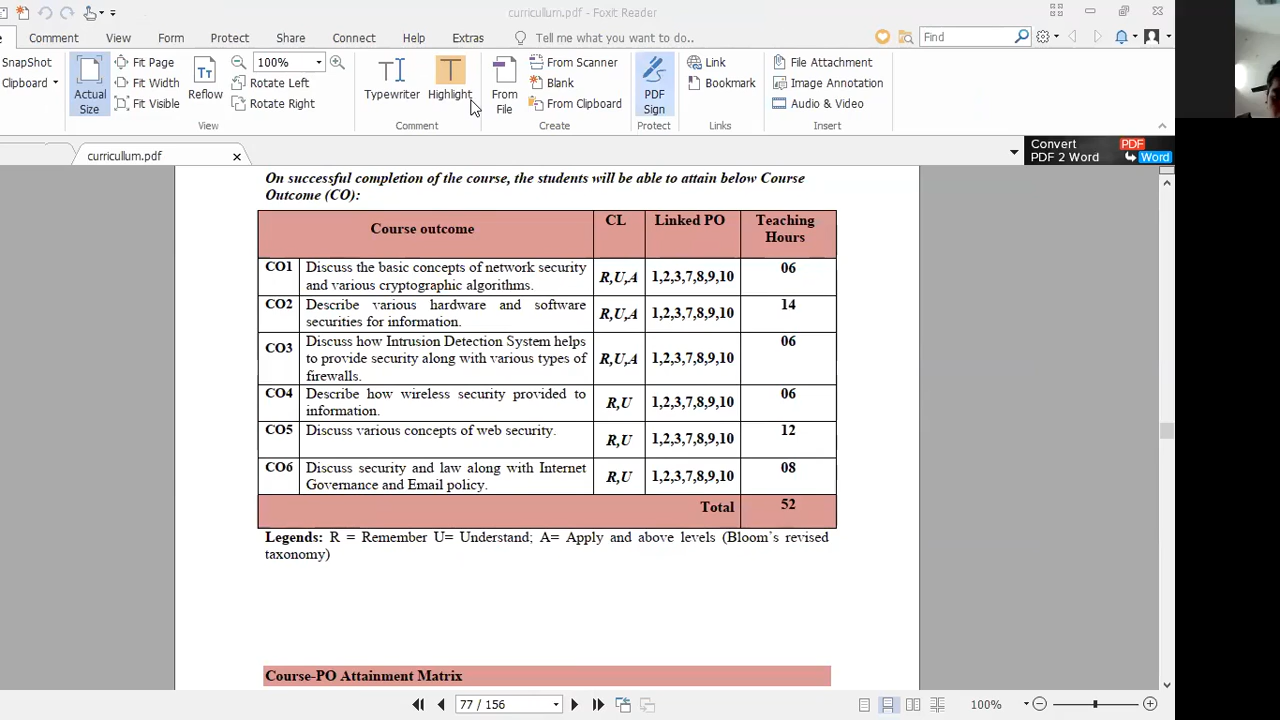 curricullum.pdf - Foxit Reader
Comment View Form Protect Share Connect Help Extras Tell me what you want to do.. Find
SnapShot
Clipboard
Actual Size
Fit Page
Fit Width
Fit Visible
Reflow
100%
Rotate Left
Rotate Right
View
Typewriter
Highlight
Comment
From File
From Scanner
Blank
From Clipboard
Create
PDF Sign
Protect
Link
Bookmark
Links
File Attachment
Image Annotation
Audio & Video
Insert
curricullum.pdf
Convert PDF
PDF 2 Word Word
On successful completion of the course, the students will be able to attain below Course
Outcome (CO):
Course outcome CL Linked PO Teaching Hours
CO1 Discuss the basic concepts of network security R,U,A 1,2,3,7,8,9,10 06
and various cryptographic algorithms.
CO2 Describe various hardware and software R,U,A 1,2,3,7,8,9,10 14
securities for information.
CO3 Discuss how Intrusion Detection System helps R,U,A 1,2,3,7,8,9,10 06
to provide security along with various types of
firewalls.
CO4 Describe how wireless security provided to R,U 1,2,3,7,8,9,10 06
information.
CO5 Discuss various concepts of web security. R,U 1,2,3,7,8,9,10 12
CO6 Discuss security and law along with Internet R,U 1,2,3,7,8,9,10 08
Governance and Email policy.
Total 52
Legends: R = Remember U= Understand; A= Apply and above levels (Bloom's revised
taxonomy)
Course-PO Attainment Matrix
77 / 156
100%